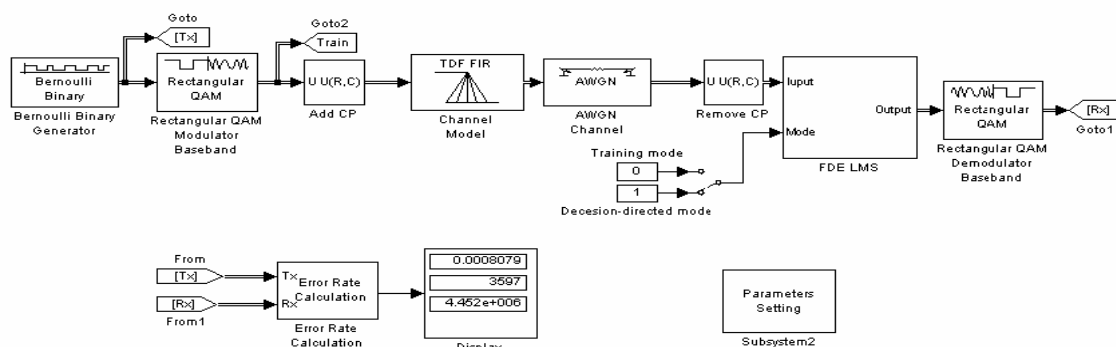 Goto
[Tx]
Goto2
Train
Bernoulli
Binary
Bernoulli Binary
Generator
Rectangular
QAM
Rectangular QAM
Modulator
Baseband
U U(R,C)
Add CP
TDF FIR
Channel
Model
AWGN
AWGN
Channel
U U(R,C)
Remove CP
Iuput
Mode
Output
FDE LMS
Rectangular
QAM
Rectangular QAM
Demodulator
Baseband
[Rx]
Goto1
Training mode
0
1
Decesion-directed mode
From
[Tx]
[Rx]
From1
Tx
Rx
Error Rate
Calculation
Error Rate
Calculation
0.0008079
3597
4.452e+006
Display
Parameters
Setting
Subsystem2